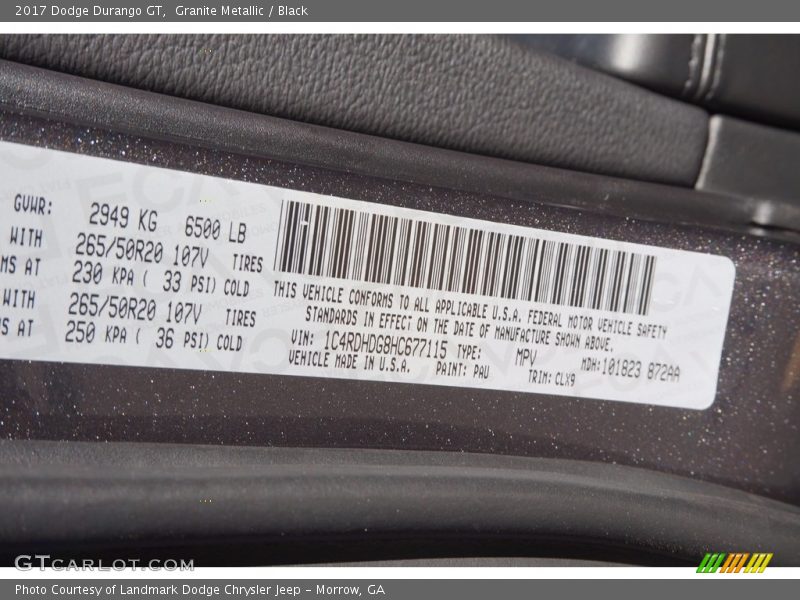 2017 Dodge Durango GT, Granite Metallic / Black
GVWR: 2949 KG 6500 LB
WITH 265/50R20 107V TIRES
MS AT 230 KPA ( 33 PSI) COLD
WITH 265/50R20 107V TIRES
MS AT 250 KPA ( 36 PSI) COLD
THIS VEHICLE CONFORMS TO ALL APPLICABLE U.S.A. FEDERAL MOTOR VEHICLE SAFETY
STANDARDS IN EFFECT ON THE DATE OF MANUFACTURE SHOWN ABOVE.
VIN: 1C4RDHDG8HC677115 TYPE: MPV MDH:101823 872AA
VEHICLE MADE IN U.S.A. PAINT: PAU TRIM: CLX9
GTCARLOT.COM
Photo Courtesy of Landmark Dodge Chrysler Jeep – Morrow, GA